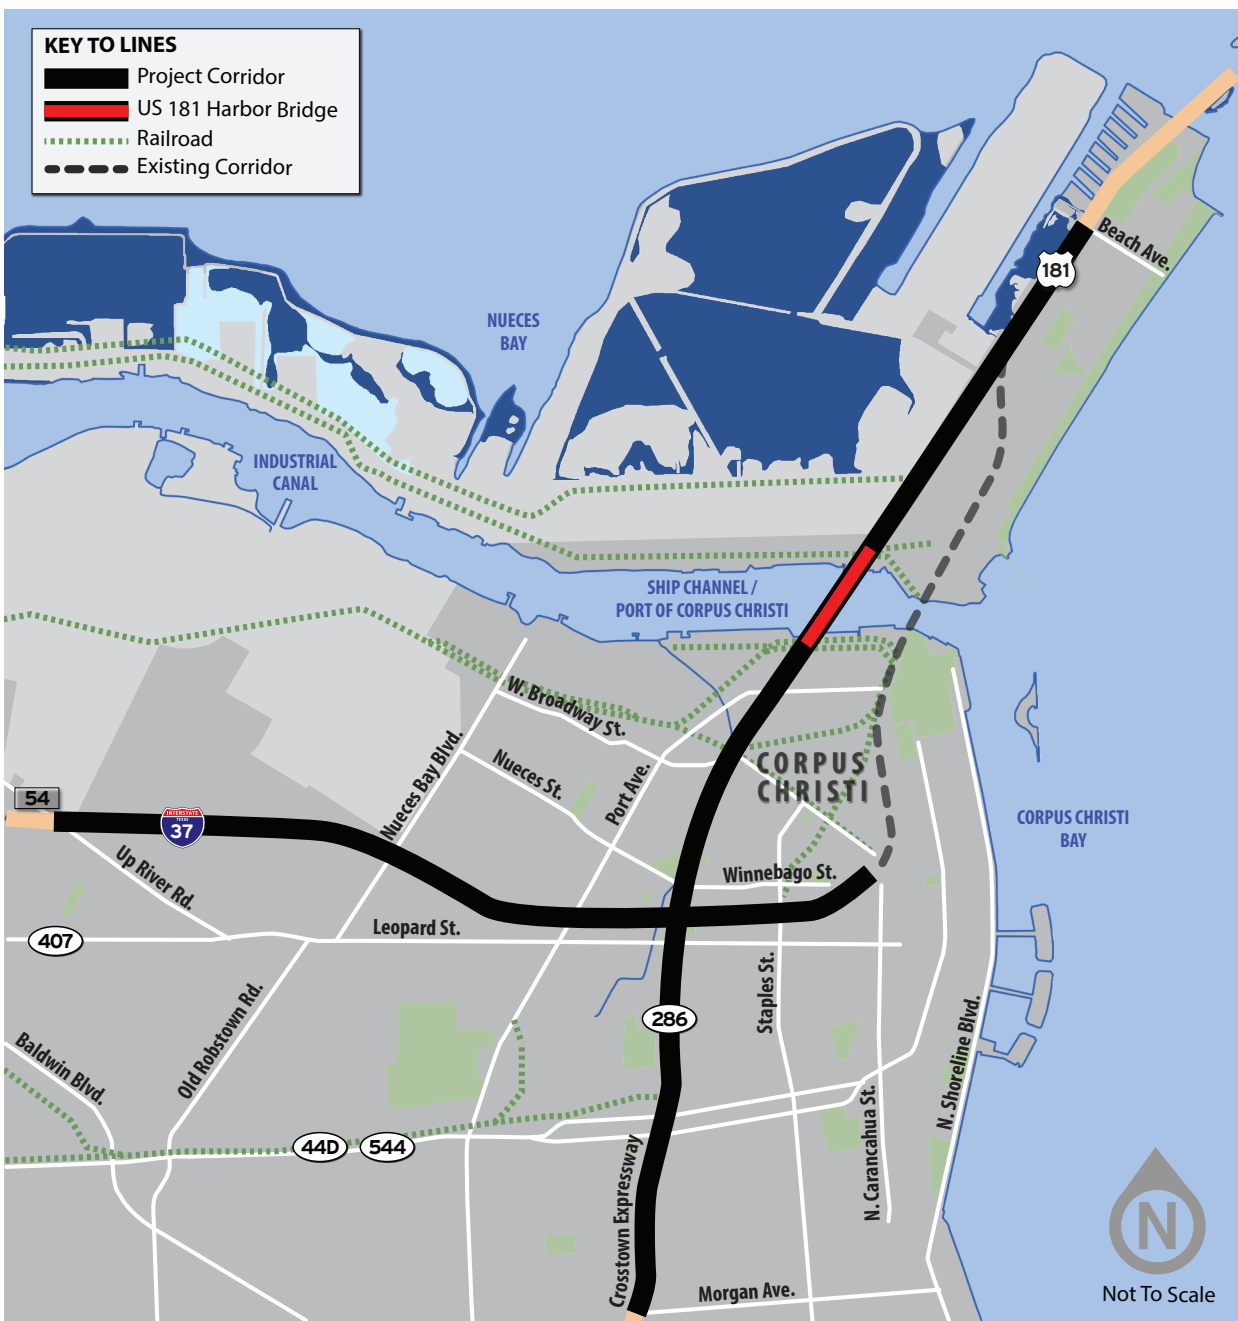 KEY TO LINES
Project Corridor
US 181 Harbor Bridge
Railroad
Existing Corridor
Beach Ave.
181
NUECES
BAY
INDUSTRIAL
CANAL
SHIP CHANNEL /
PORT OF CORPUS CHRISTI
W. Broadway St.
Nueces Bay Blvd.
Nueces St.
Port Ave.
CORPUS
CHRISTI
54
INTERSTATE
TEXAS
37
CORPUS CHRISTI
BAY
Up River Rd.
Winnebago St.
Leopard St.
407
Staples St.
286
Old Robstown Rd.
Baldwin Blvd.
N. Shoreline Blvd.
N. Carancahua St.
44D
544
Crosstown Expressway
Morgan Ave.
N
Not To Scale